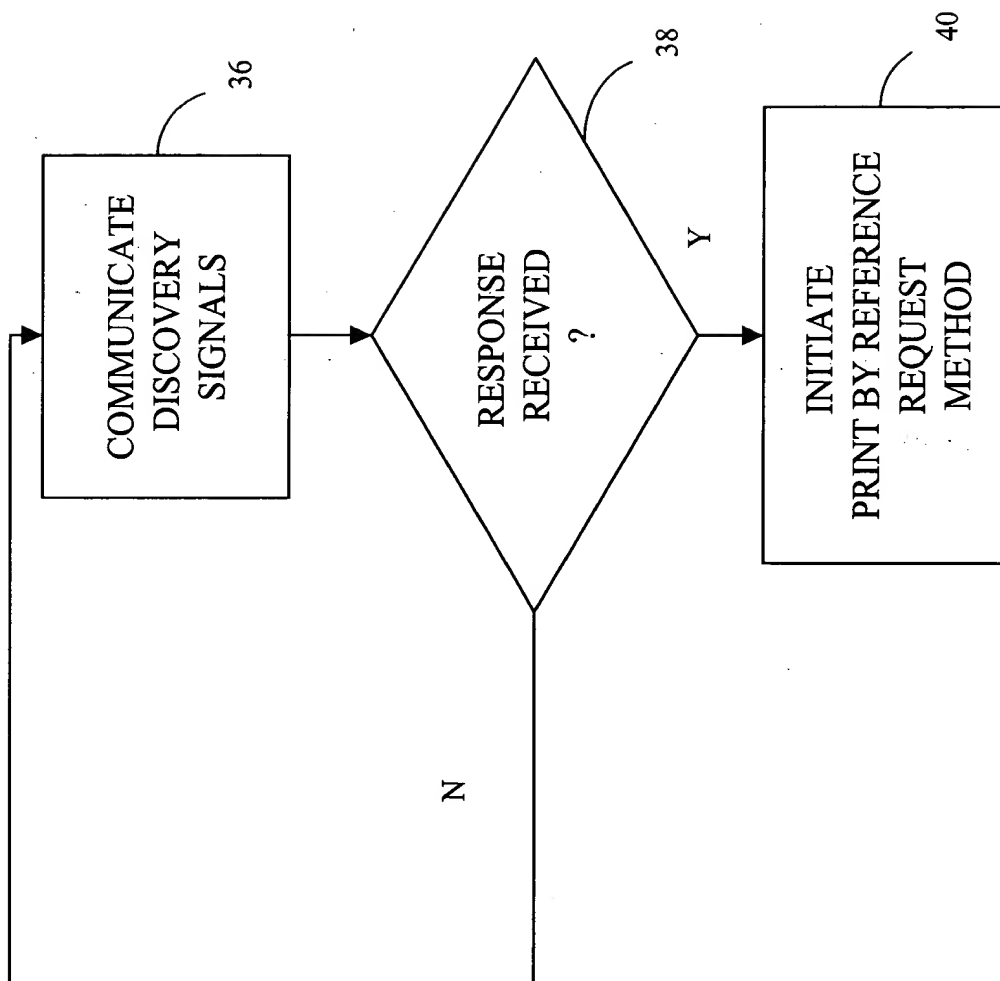 COMMUNICATE
DISCOVERY
SIGNALS
36
RESPONSE
RECEIVED
?
38
N
Y
INITIATE
PRINT BY REFERENCE
REQUEST
METHOD
40